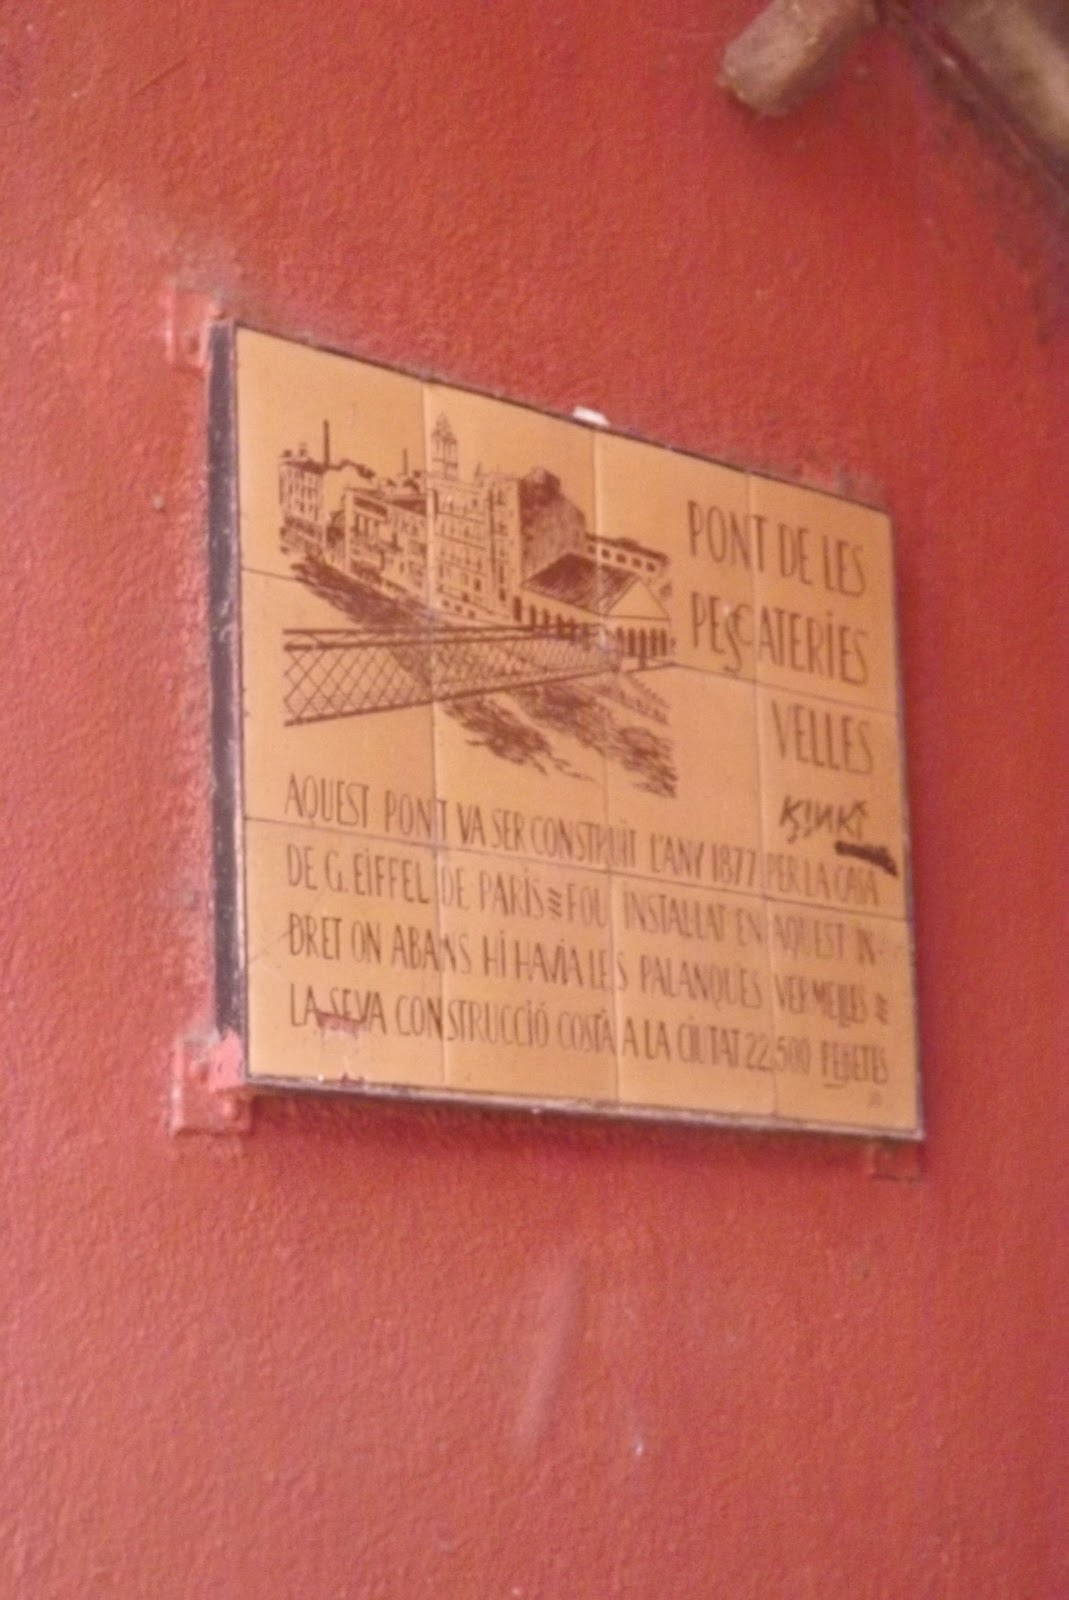 PONT DE LES
PESCATERIES
VELLES
KINKI
AQUEST PONT VA SER CONSTRUÏT L'ANY 1877 PER LA CASA
DE G. EIFFEL DE PARÍS ≈ FOU INSTAL·LAT EN AQUEST IN-
DRET ON ABANS HI HAVIA LES PALANQUES VERMELLES ≈
LA SEVA CONSTRUCCIÓ COSTÀ A LA CIUTAT 22,500 PESETES